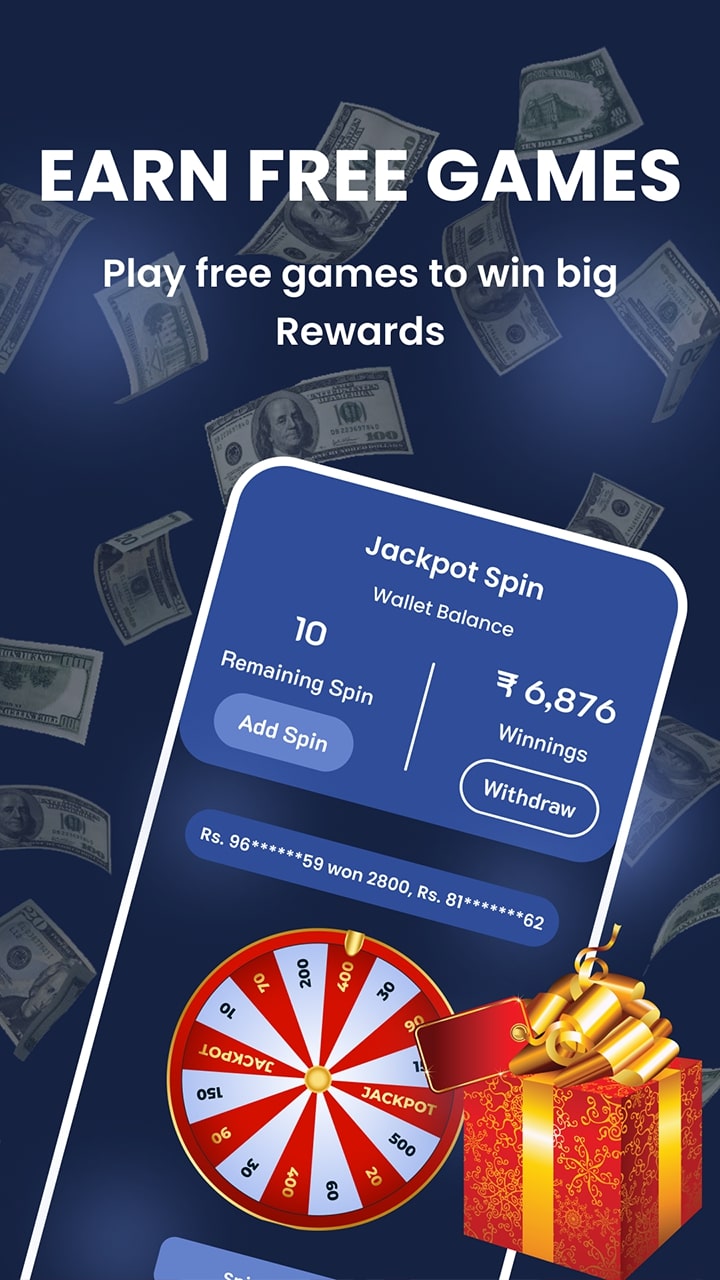 EARN FREE GAMES
Play free games to win big
Rewards
Jackpot Spin
Wallet Balance
10
Remaining Spin
Add Spin
₹ 6,876
Winnings
Withdraw
Rs. 96******59 won 2800, Rs. 81*******62
200
400
30
JACKPOT
500
20
60
400
30
90
150
JACKPOT
10
70